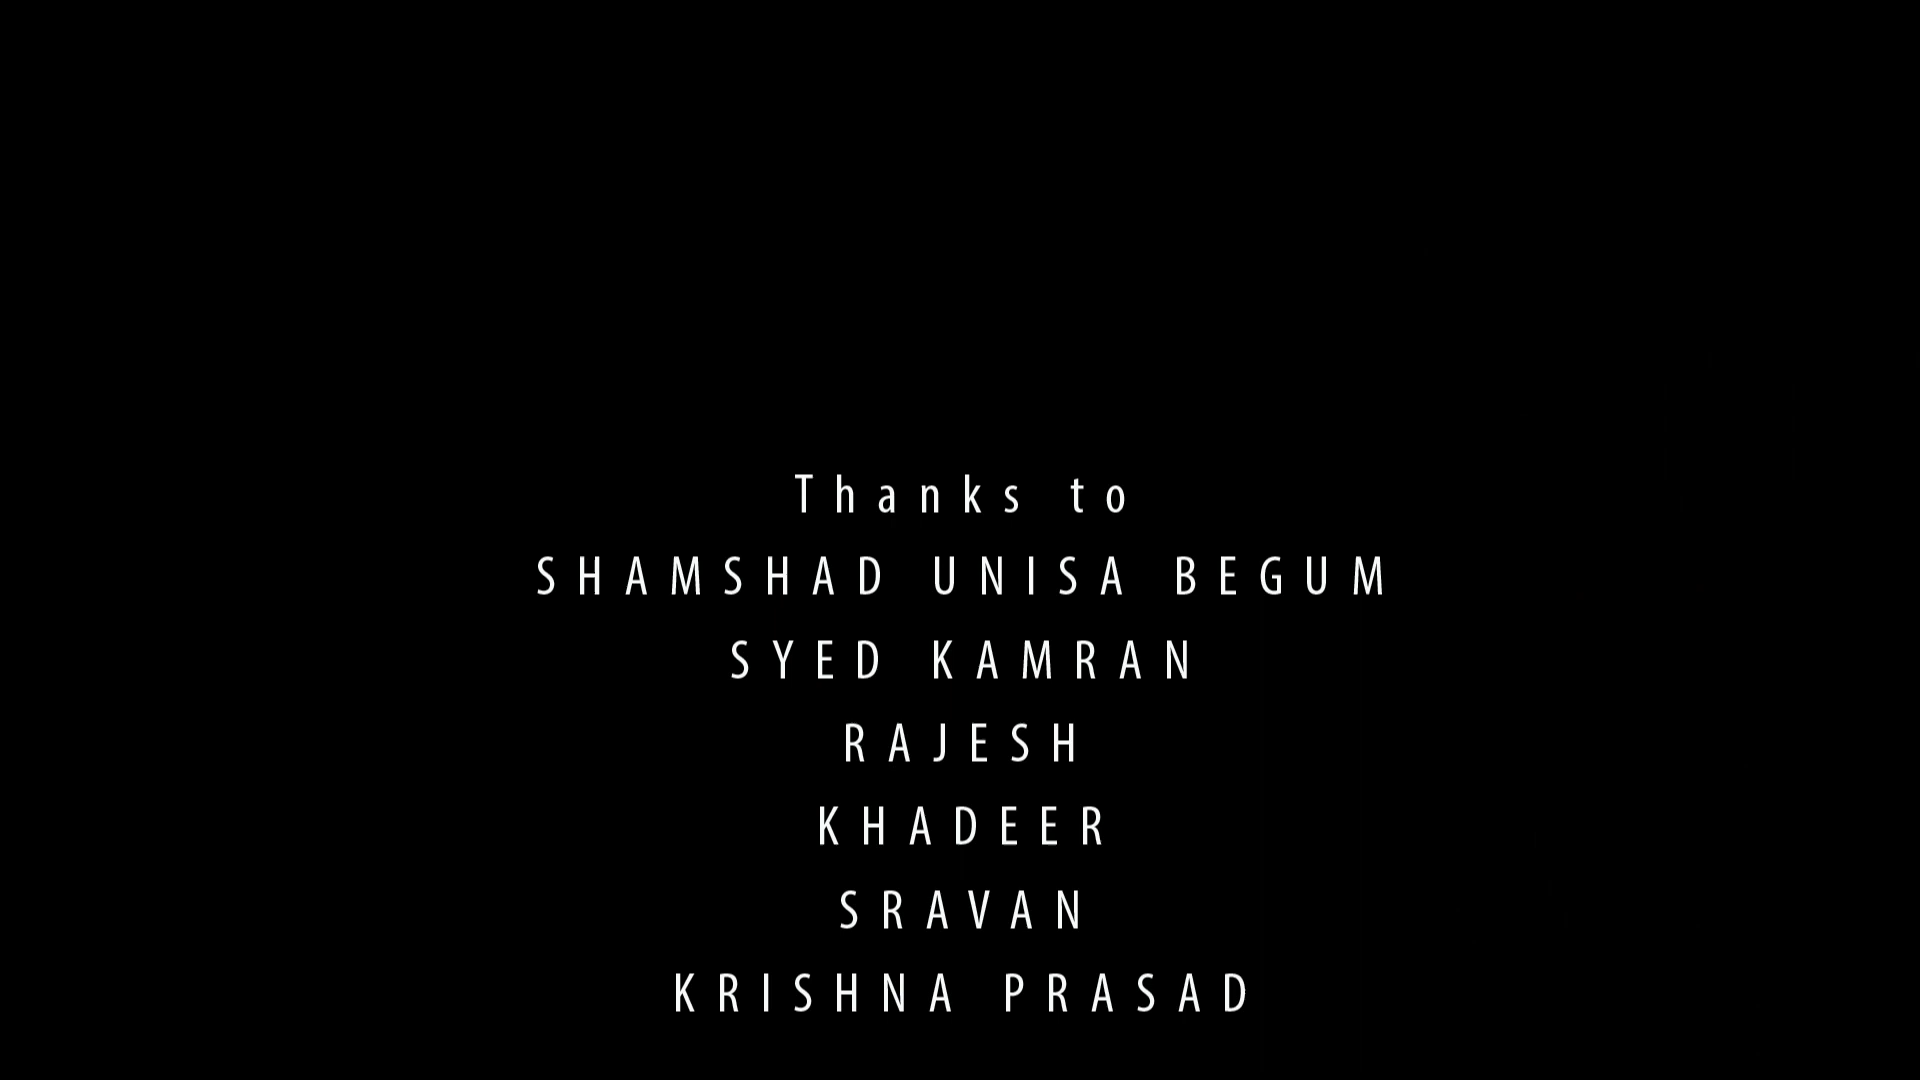 Thanks to
SHAMSHAD UNISA BEGUM
SYED KAMRAN
RAJESH
KHADEER
SRAVAN
KRISHNA PRASAD